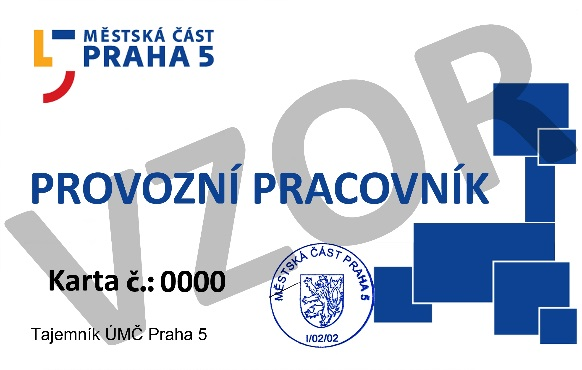 MĚSTSKÁ ČÁST
PRAHA 5
VZOR
PROVOZNÍ PRACOVNÍK
Karta č.: 0000
MĚSTSKÁ ČÁST PRAHA 5
I/02/02
Tajemník ÚMČ Praha 5